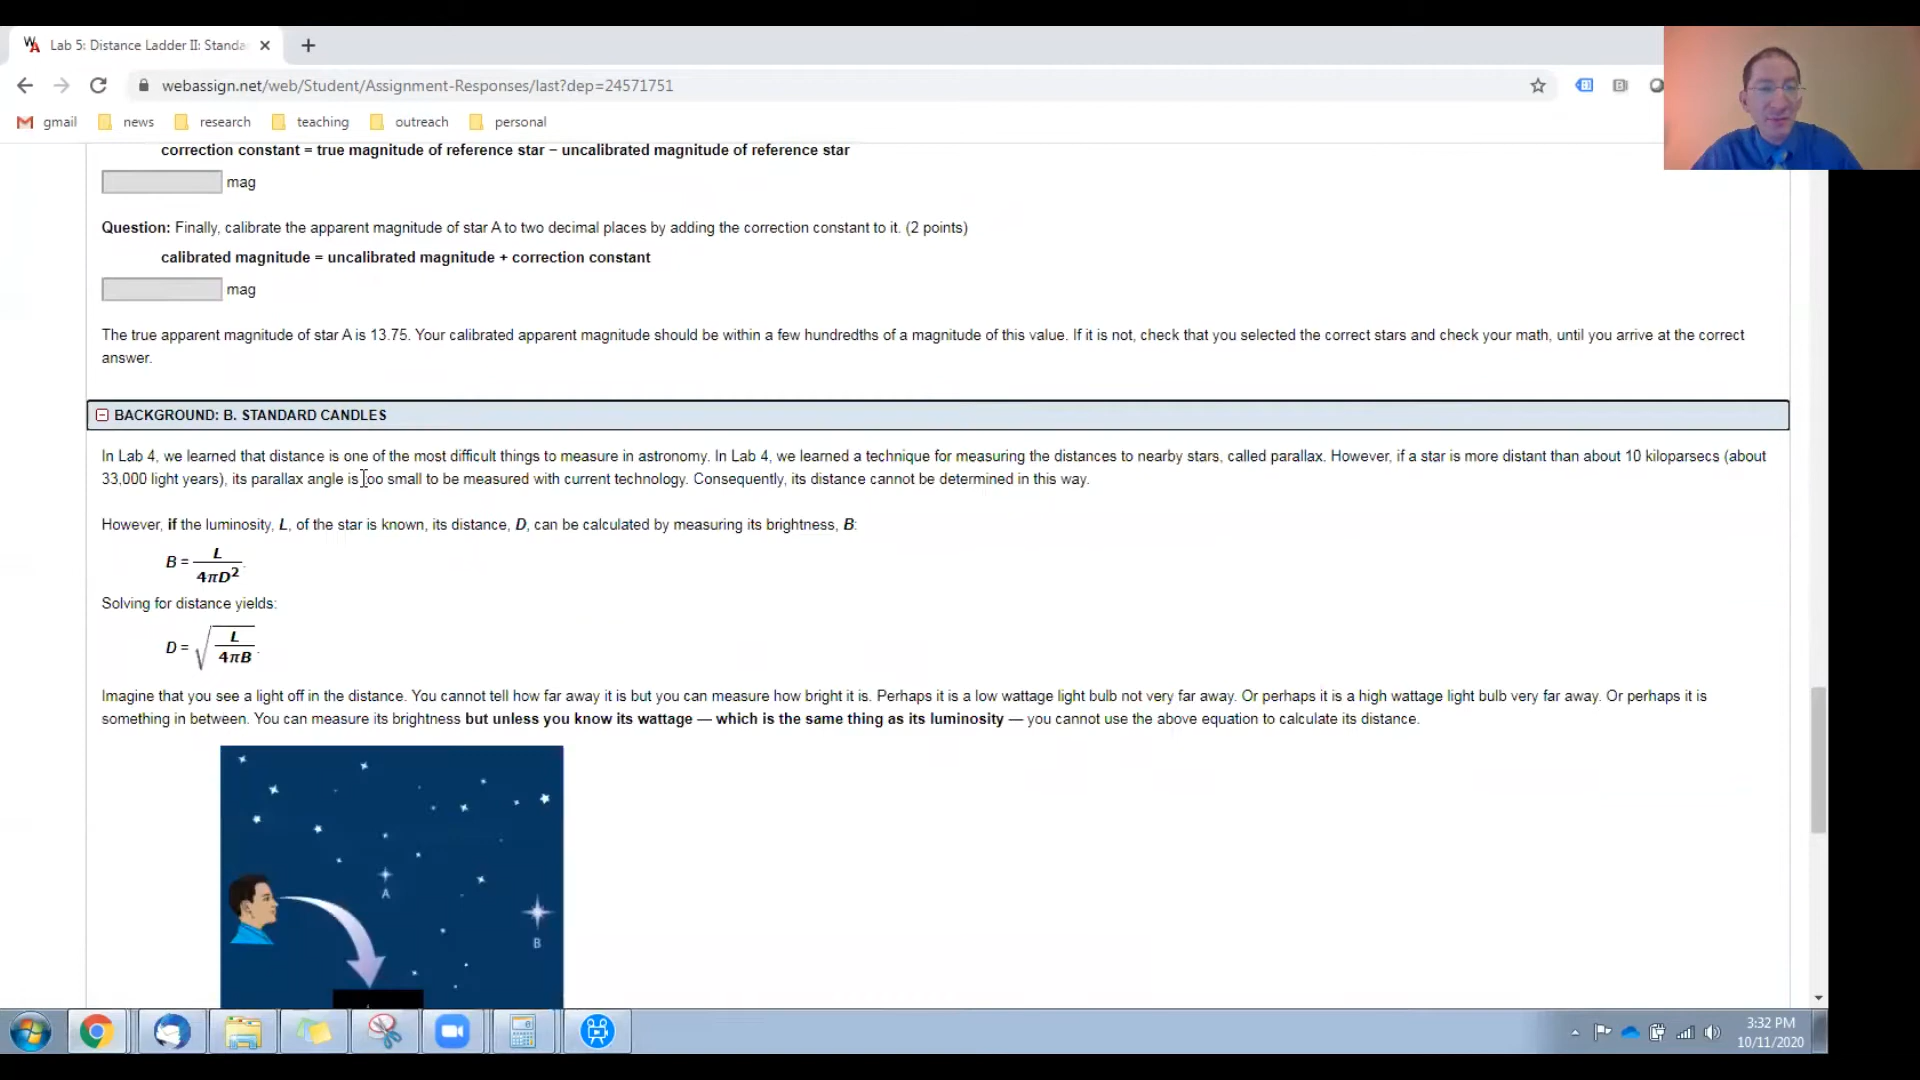 Lab 5: Distance Ladder II: Standa
webassign.net/web/Student/Assignment-Responses/last?dep=24571751
gmail news research teaching outreach personal
correction constant = true magnitude of reference star − uncalibrated magnitude of reference star
mag
Question: Finally, calibrate the apparent magnitude of star A to two decimal places by adding the correction constant to it. (2 points)
calibrated magnitude = uncalibrated magnitude + correction constant
mag
The true apparent magnitude of star A is 13.75. Your calibrated apparent magnitude should be within a few hundredths of a magnitude of this value. If it is not, check that you selected the correct stars and check your math, until you arrive at the correct
answer.
BACKGROUND: B. STANDARD CANDLES
In Lab 4, we learned that distance is one of the most difficult things to measure in astronomy. In Lab 4, we learned a technique for measuring the distances to nearby stars, called parallax. However, if a star is more distant than about 10 kiloparsecs (about
33,000 light years), its parallax angle is too small to be measured with current technology. Consequently, its distance cannot be determined in this way.
However, if the luminosity, L, of the star is known, its distance, D, can be calculated by measuring its brightness, B:
B = L / 4πD²
Solving for distance yields:
D = √(L / 4πB).
Imagine that you see a light off in the distance. You cannot tell how far away it is but you can measure how bright it is. Perhaps it is a low wattage light bulb not very far away. Or perhaps it is a high wattage light bulb very far away. Or perhaps it is
something in between. You can measure its brightness but unless you know its wattage — which is the same thing as its luminosity — you cannot use the above equation to calculate its distance.
A
B
3:32 PM
10/11/2020